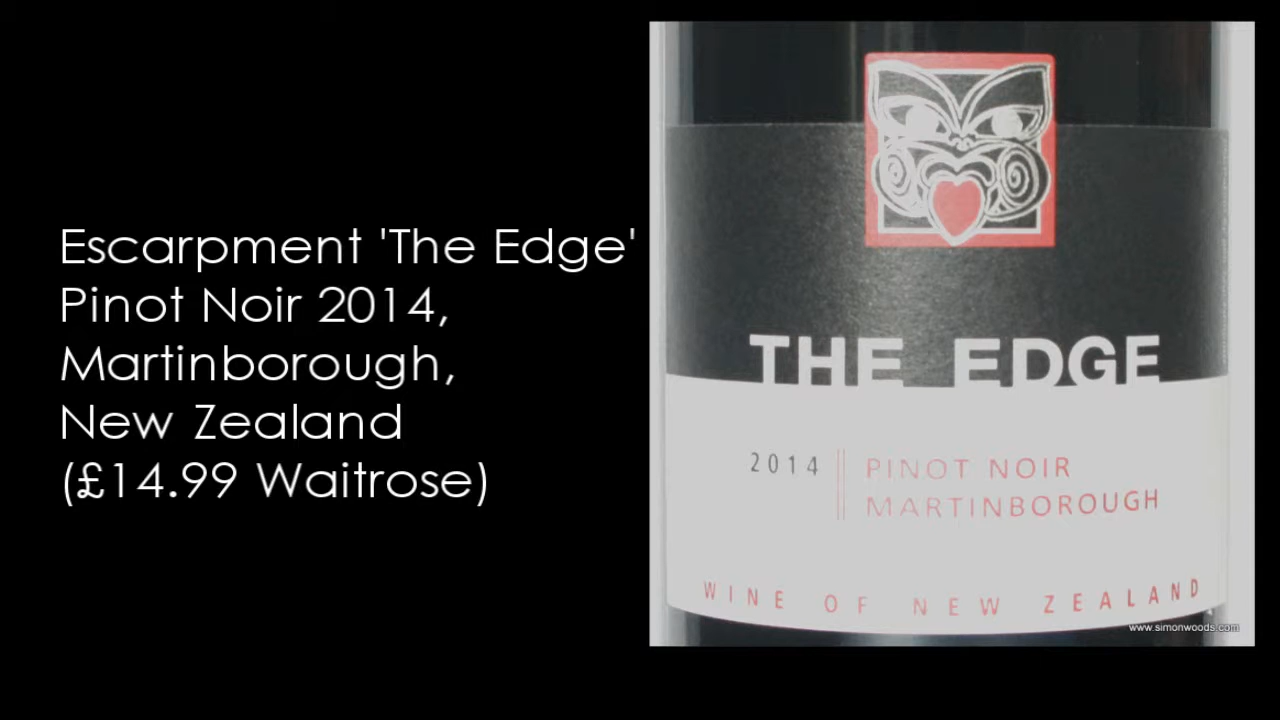 Escarpment 'The Edge'
Pinot Noir 2014,
Martinborough,
New Zealand
(£14.99 Waitrose)
THE EDGE
2014
PINOT NOIR
MARTINBOROUGH
WINE OF NEW ZEALAND
www.simonwoods.com